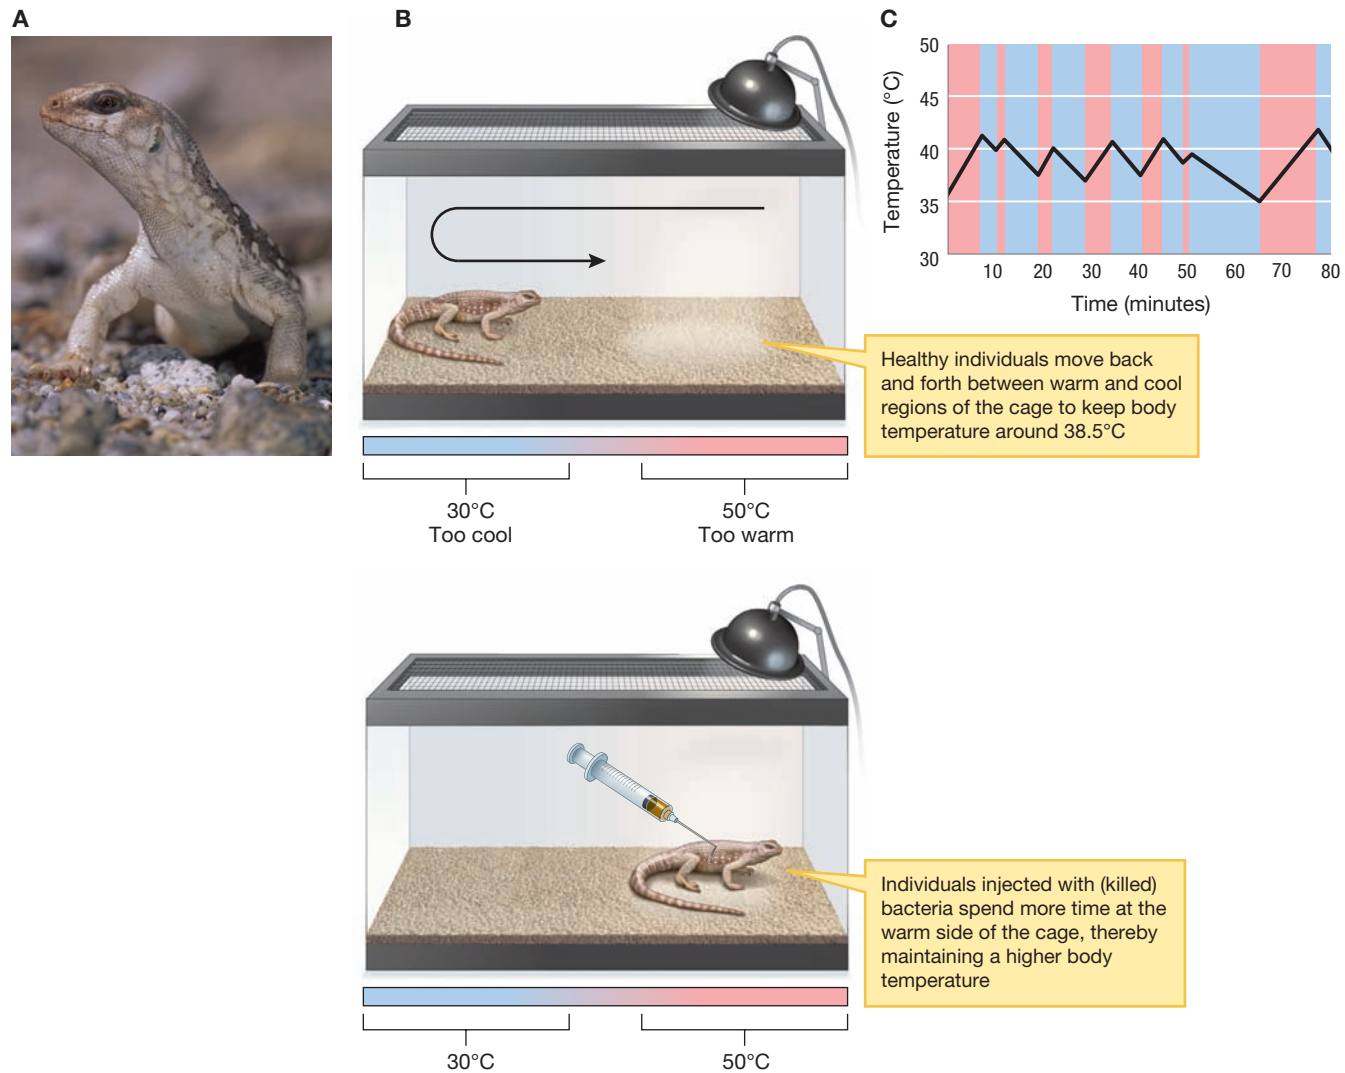 A
B
C
50
45
40
35
30
Temperature (°C)
10 20 30 40 50 60 70 80
Time (minutes)
Healthy individuals move back
and forth between warm and cool
regions of the cage to keep body
temperature around 38.5°C
30°C
Too cool
50°C
Too warm
Individuals injected with (killed)
bacteria spend more time at the
warm side of the cage, thereby
maintaining a higher body
temperature
30°C
50°C